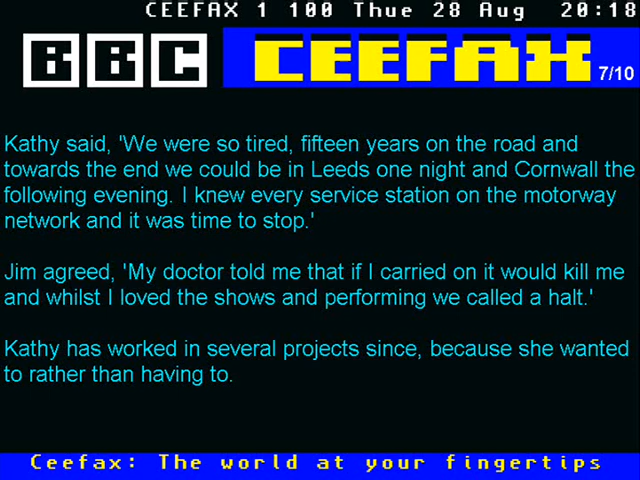 CEEFAX 1 100 Thue 28 Aug 20:18
BBC CEEFAX 7/10
Kathy said, 'We were so tired, fifteen years on the road and
towards the end we could be in Leeds one night and Cornwall the
following evening. I knew every service station on the motorway
network and it was time to stop.'
Jim agreed, 'My doctor told me that if I carried on it would kill me
and whilst I loved the shows and performing we called a halt.'
Kathy has worked in several projects since, because she wanted
to rather than having to.
Ceefax: The world at your fingertips